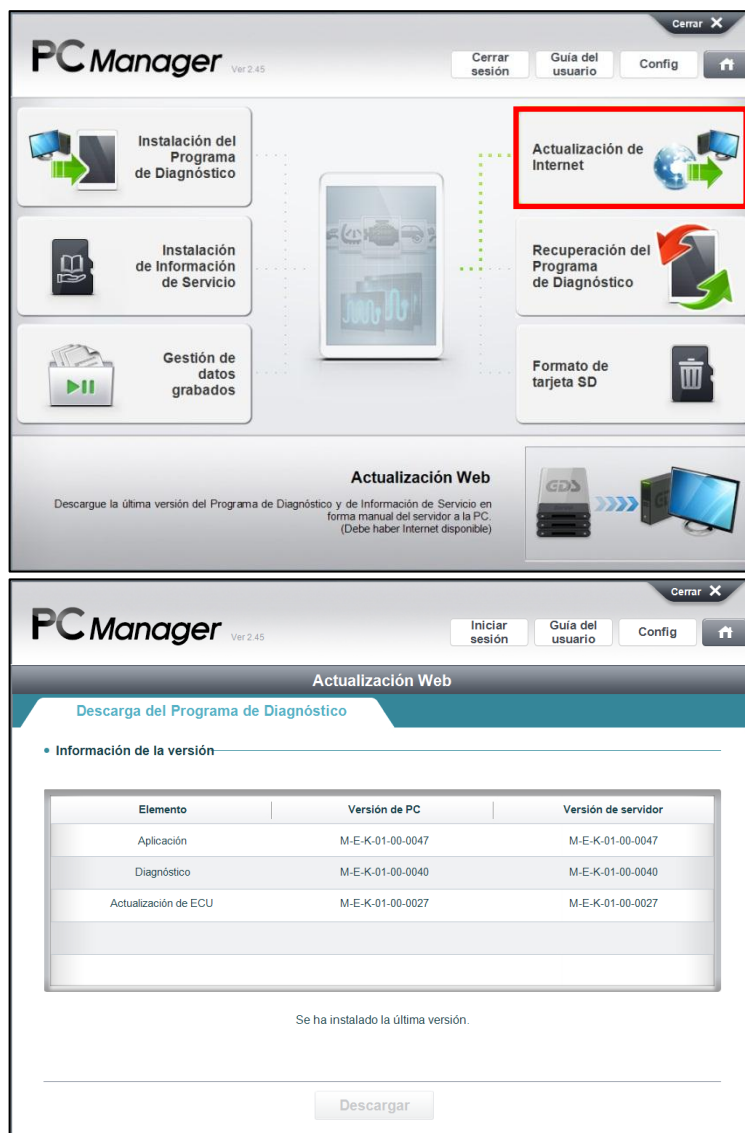 Cerrar X
PC Manager Ver 2.45
Cerrar
sesión
Guía del
usuario
Config
Instalación del
Programa
de Diagnóstico
Actualización de
Internet
Instalación
de Información
de Servicio
Recuperación del
Programa
de Diagnóstico
Gestión de
datos
grabados
Formato de
tarjeta SD
Actualización Web
Descargue la última versión del Programa de Diagnóstico y de Información de Servicio en
forma manual del servidor a la PC.
(Debe haber Internet disponible)
GDS
Cerrar X
PC Manager Ver 2.45
Iniciar
sesión
Guía del
usuario
Config
Actualización Web
Descarga del Programa de Diagnóstico
• Información de la versión
Elemento Versión de PC Versión de servidor
Aplicación M-E-K-01-00-0047 M-E-K-01-00-0047
Diagnóstico M-E-K-01-00-0040 M-E-K-01-00-0040
Actualización de ECU M-E-K-01-00-0027 M-E-K-01-00-0027
Se ha instalado la última versión.
Descargar